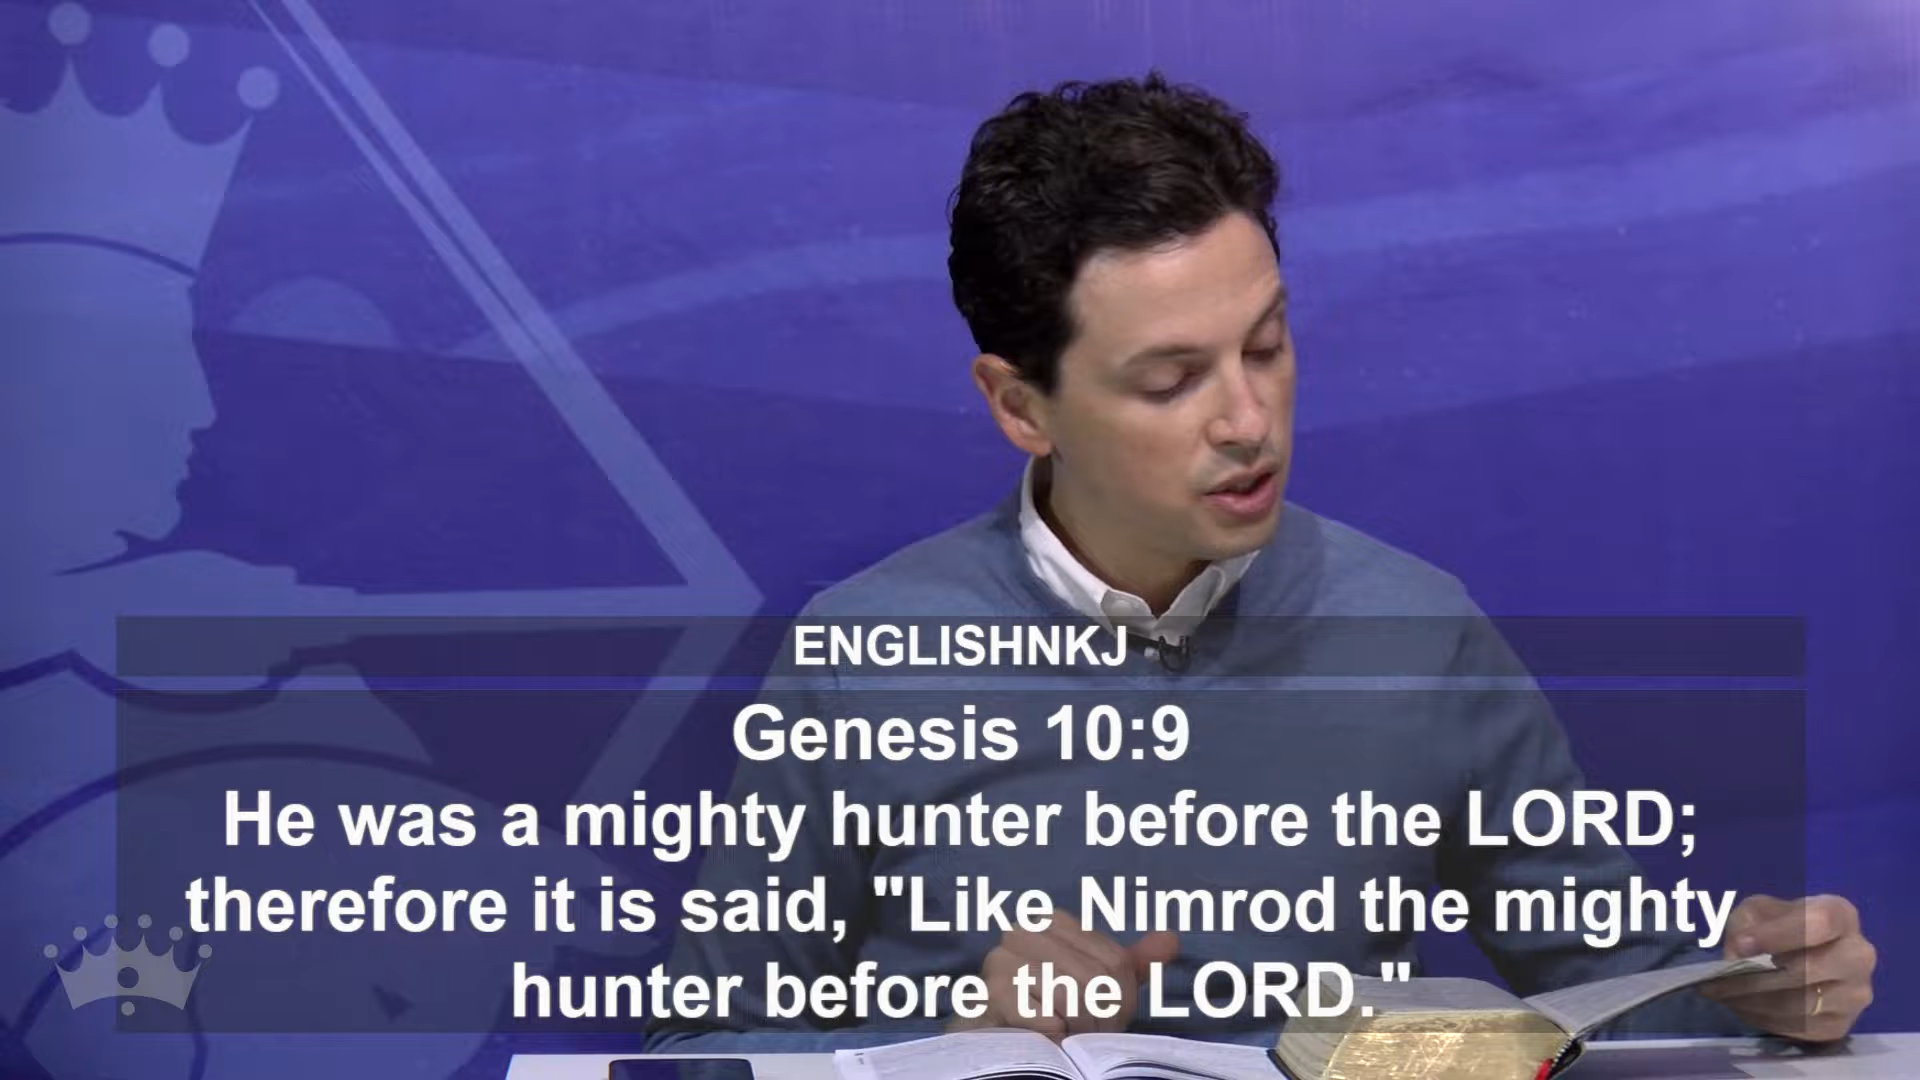 ENGLISHNKJ
Genesis 10:9
He was a mighty hunter before the LORD;
therefore it is said, "Like Nimrod the mighty
hunter before the LORD."